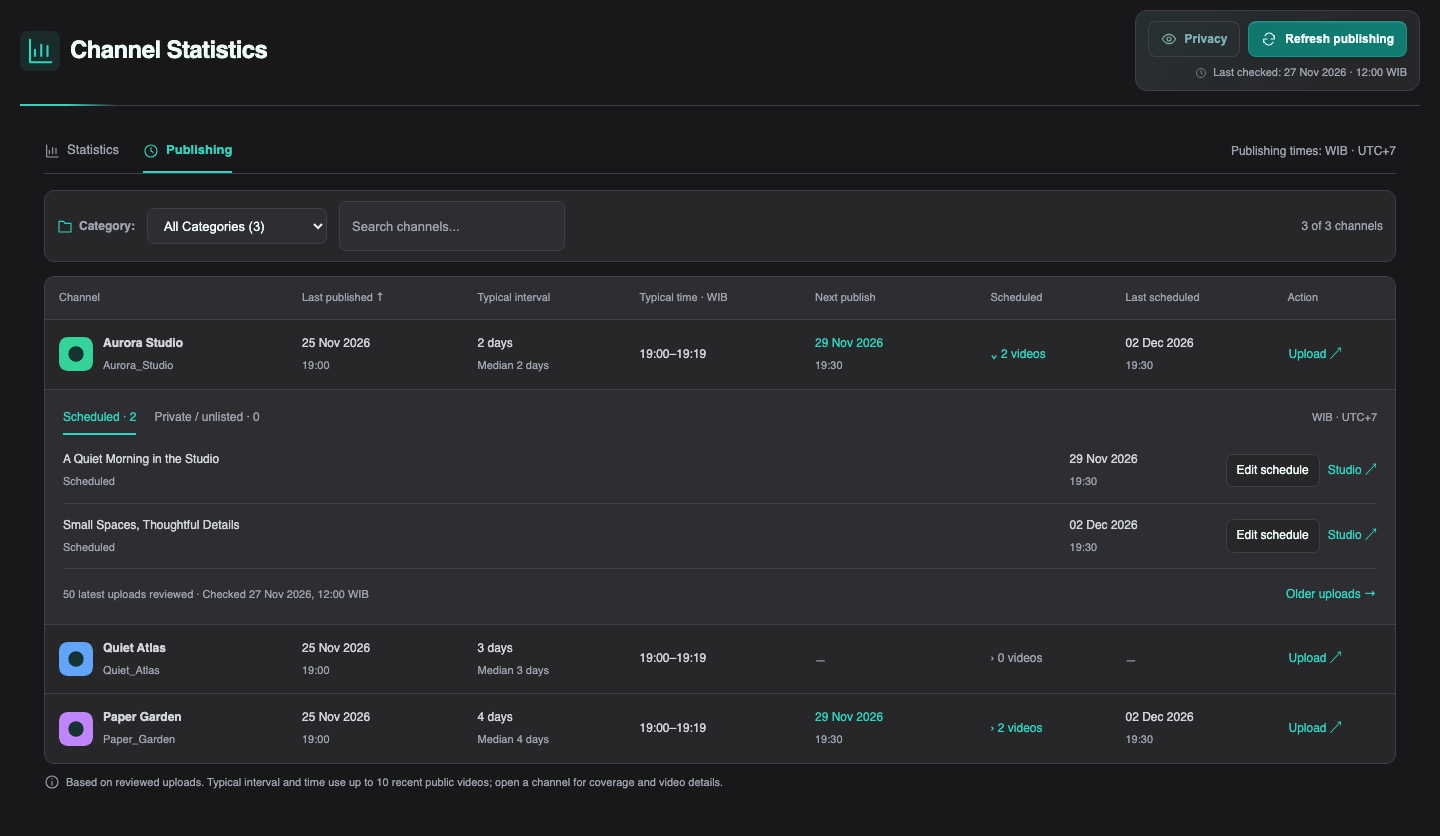 Channel Statistics
Privacy
Refresh publishing
Last checked: 27 Nov 2026 · 12:00 WIB
Statistics
Publishing
Publishing times: WIB · UTC+7
Category:
All Categories (3)
Search channels...
3 of 3 channels
Channel
Last published ↑
Typical interval
Typical time · WIB
Next publish
Scheduled
Last scheduled
Action
Aurora Studio
Aurora_Studio
25 Nov 2026
19:00
2 days
Median 2 days
19:00–19:19
29 Nov 2026
19:30
⌄ 2 videos
02 Dec 2026
19:30
Upload ↗
Scheduled · 2
Private / unlisted · 0
WIB · UTC+7
A Quiet Morning in the Studio
Scheduled
29 Nov 2026
19:30
Edit schedule
Studio ↗
Small Spaces, Thoughtful Details
Scheduled
02 Dec 2026
19:30
Edit schedule
Studio ↗
50 latest uploads reviewed · Checked 27 Nov 2026, 12:00 WIB
Older uploads →
Quiet Atlas
Quiet_Atlas
25 Nov 2026
19:00
3 days
Median 3 days
19:00–19:19
—
› 0 videos
—
Upload ↗
Paper Garden
Paper_Garden
25 Nov 2026
19:00
4 days
Median 4 days
19:00–19:19
29 Nov 2026
19:30
› 2 videos
02 Dec 2026
19:30
Upload ↗
Based on reviewed uploads. Typical interval and time use up to 10 recent public videos; open a channel for coverage and video details.